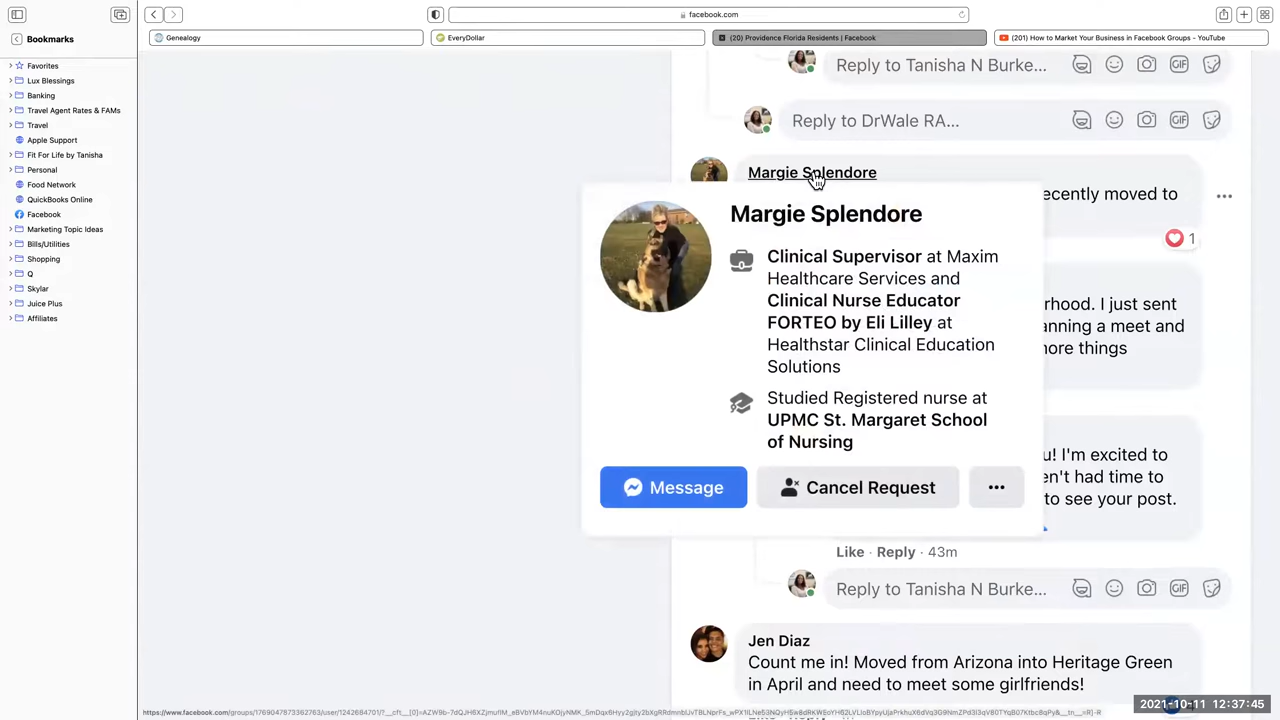 facebook.com
Bookmarks
Genealogy
EveryDollar
(20) Providence Florida Residents | Facebook
(201) How to Market Your Business in Facebook Groups - YouTube
Favorites
Lux Blessings
Banking
Travel Agent Rates & FAMs
Travel
Apple Support
Fit For Life by Tanisha
Personal
Food Network
QuickBooks Online
Facebook
Marketing Topic Ideas
Bills/Utilities
Shopping
Q
Skylar
Juice Plus
Affiliates
Reply to Tanisha N Burke...
GIF
Reply to DrWale RA...
GIF
Margie Splendore
ecently moved to
1
Margie Splendore
Clinical Supervisor at Maxim
Healthcare Services and
Clinical Nurse Educator
FORTEO by Eli Lilley at
Healthstar Clinical Education
Solutions
Studied Registered nurse at
UPMC St. Margaret School
of Nursing
Message
Cancel Request
rhood. I just sent
anning a meet and
more things
u! I'm excited to
en't had time to
to see your post.
Like · Reply · 43m
Reply to Tanisha N Burke...
GIF
Jen Diaz
Count me in! Moved from Arizona into Heritage Green
in April and need to meet some girlfriends!
2021-10-11 12:37:45